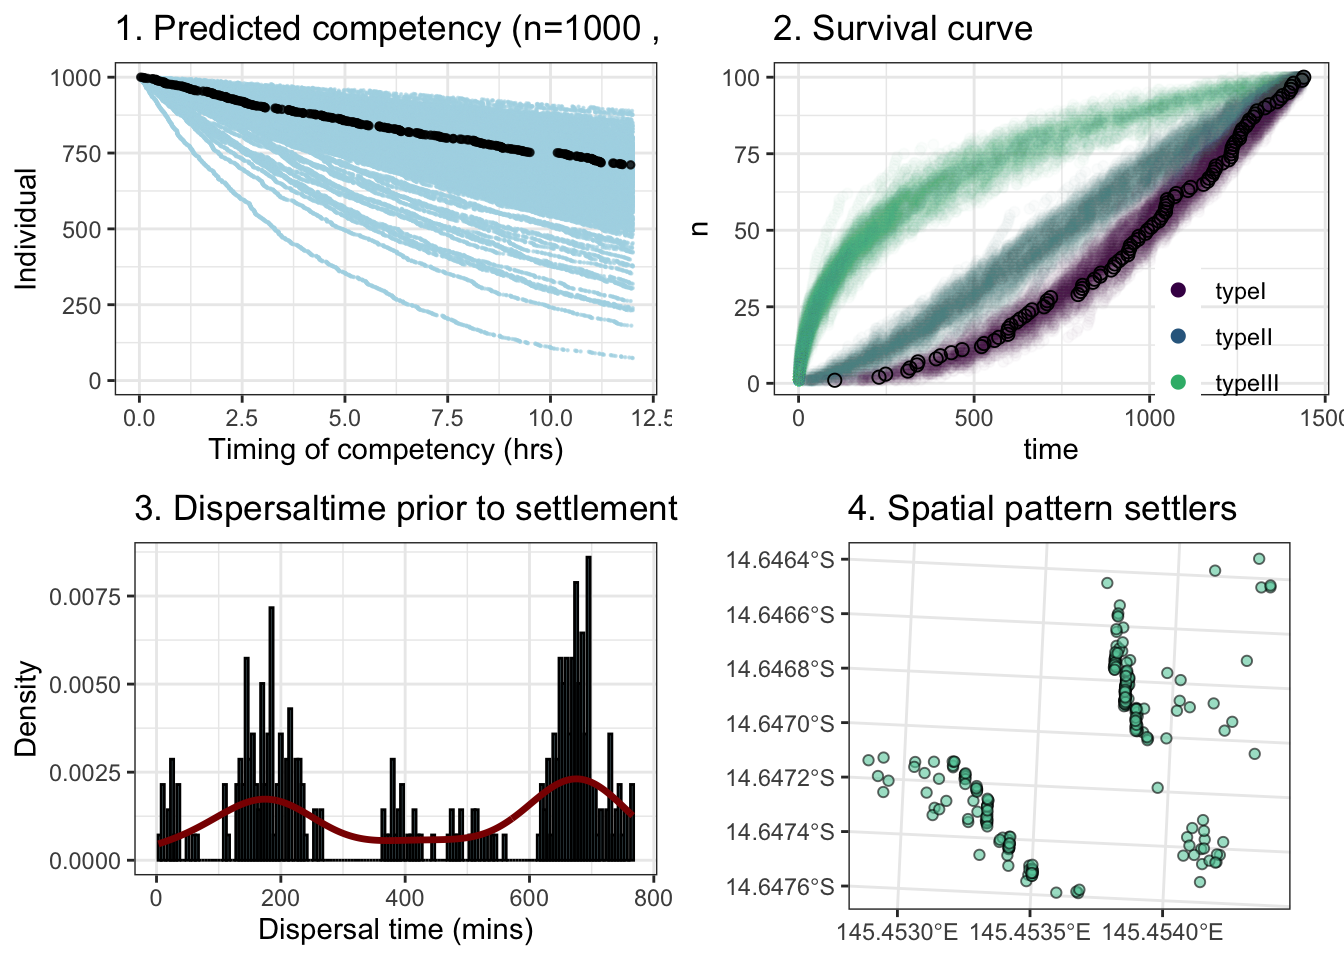 1. Predicted competency (n=1000 ,
1000
750
500
250
0
Individual
0.0
2.5
5.0
7.5
10.0
12.5
Timing of competency (hrs)
2. Survival curve
100
75
50
25
0
n
typeI
typeII
typeIII
0
500
1000
1500
time
3. Dispersaltime prior to settlement
0.0075
0.0050
0.0025
0.0000
Density
0
200
400
600
800
Dispersal time (mins)
4. Spatial pattern settlers
14.6464°S
14.6466°S
14.6468°S
14.6470°S
14.6472°S
14.6474°S
14.6476°S
145.4530°E
145.4535°E
145.4540°E